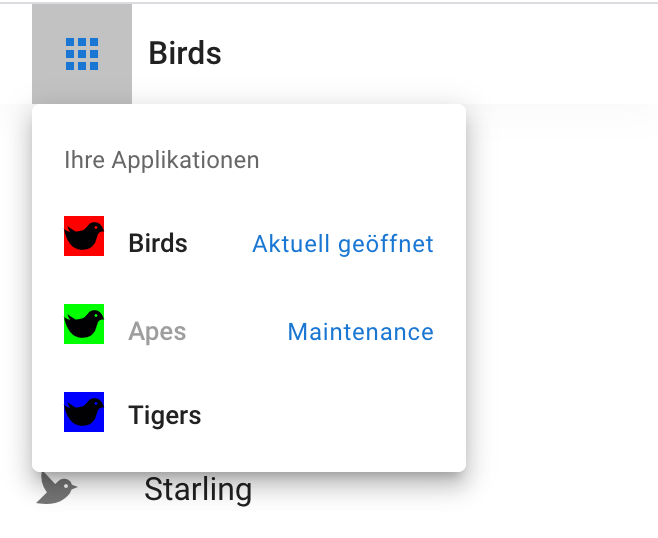 Birds
Ihre Applikationen
Birds Aktuell geöffnet
Apes Maintenance
Tigers
Starling